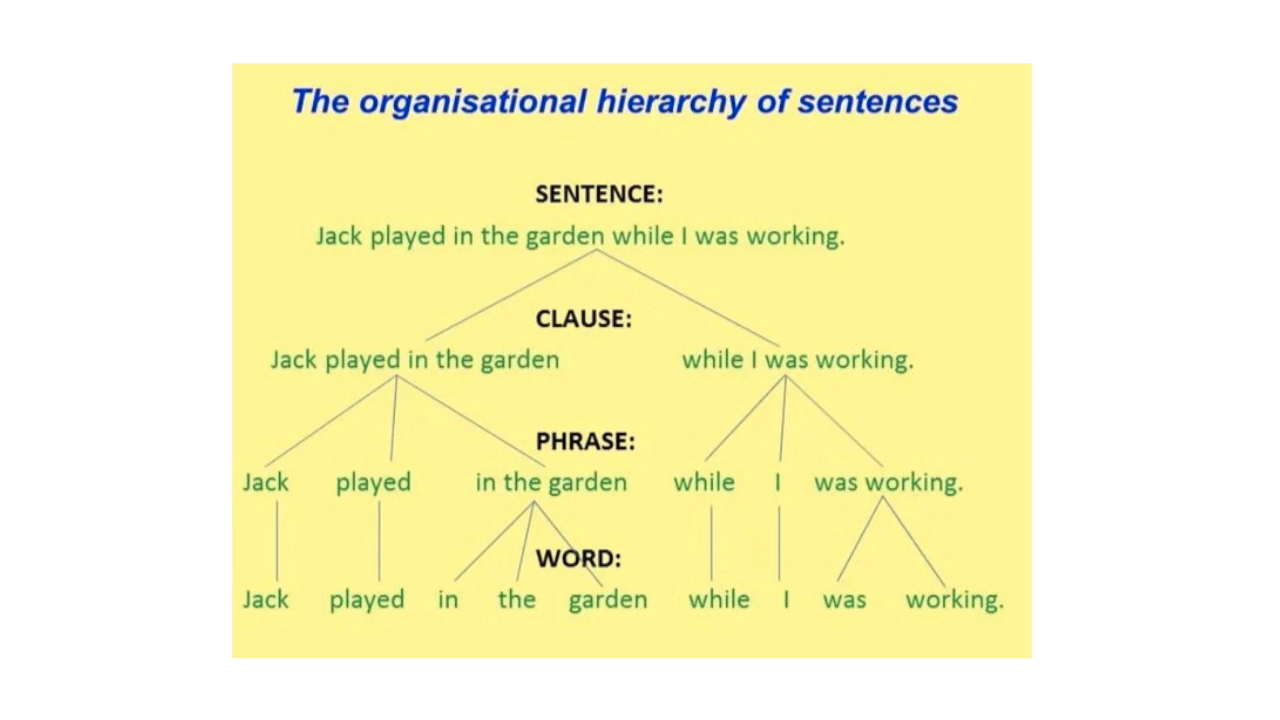 The organisational hierarchy of sentences
SENTENCE:
Jack played in the garden while I was working.
CLAUSE:
Jack played in the garden while I was working.
PHRASE:
Jack played in the garden while I was working.
WORD:
Jack played in the garden while I was working.